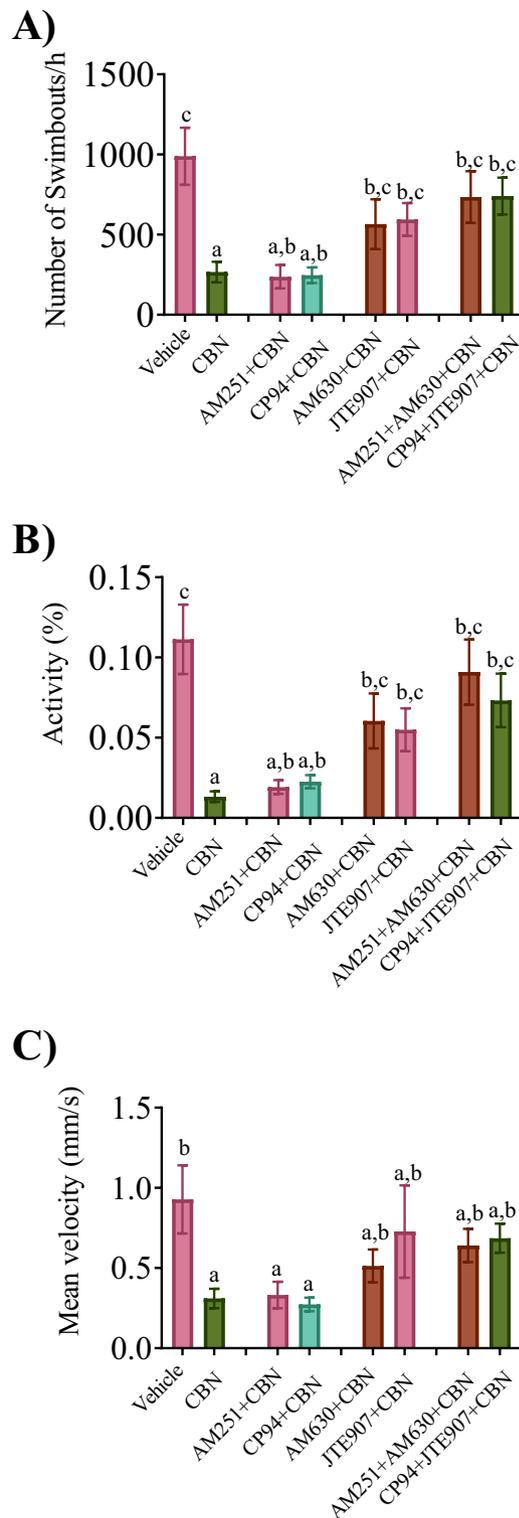 A)
Number of Swimbouts/h
1500
1000
500
0
c
a
a,b
a,b
b,c
b,c
b,c
b,c
Vehicle
CBN
AM251+CBN
CP94+CBN
AM630+CBN
JTE907+CBN
AM251+AM630+CBN
CP94+JTE907+CBN
B)
Activity (%)
0.15
0.10
0.05
0.00
c
a
a,b
a,b
b,c
b,c
b,c
b,c
Vehicle
CBN
AM251+CBN
CP94+CBN
AM630+CBN
JTE907+CBN
AM251+AM630+CBN
CP94+JTE907+CBN
C)
Mean velocity (mm/s)
1.5
1.0
0.5
0.0
b
a
a
a
a,b
a,b
a,b
a,b
Vehicle
CBN
AM251+CBN
CP94+CBN
AM630+CBN
JTE907+CBN
AM251+AM630+CBN
CP94+JTE907+CBN